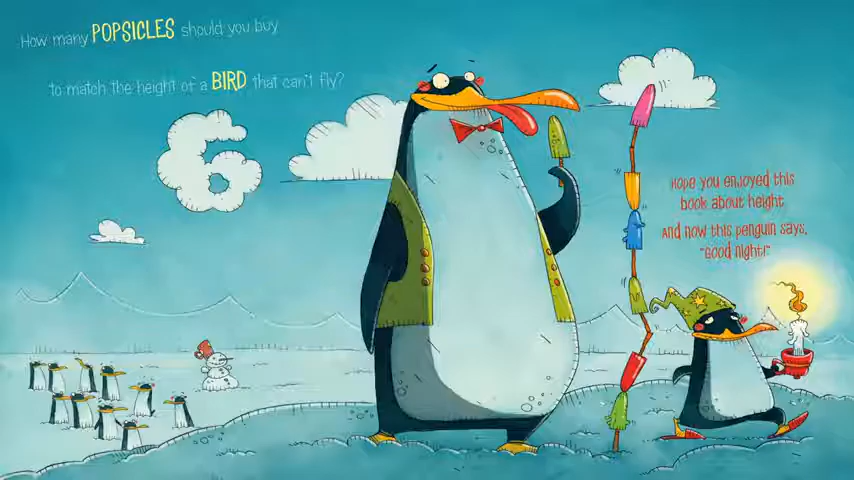 How many POPSICLES should you buy
to match the height of a BIRD that can't fly?
6
Hope you enjoyed this
book about height
And now this penguin says,
"Good night!"